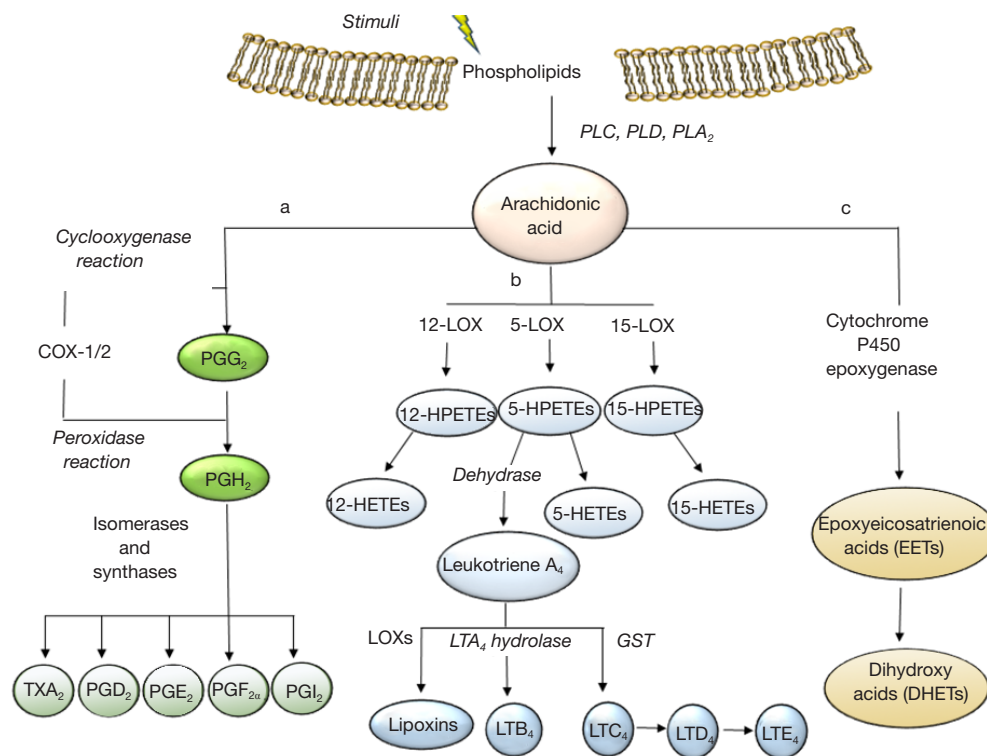 Stimuli
Phospholipids
PLC, PLD, PLA₂
Arachidonic
acid
a
b
c
Cyclooxygenase
reaction
COX-1/2
PGG₂
Peroxidase
reaction
PGH₂
Isomerases
and
synthases
TXA₂
PGD₂
PGE₂
PGF₂α
PGI₂
12-LOX
5-LOX
15-LOX
12-HPETEs
5-HPETEs
15-HPETEs
Dehydrase
12-HETEs
5-HETEs
15-HETEs
Leukotriene A₄
LOXs
LTA₄ hydrolase
GST
Lipoxins
LTB₄
LTC₄
LTD₄
LTE₄
Cytochrome
P450
epoxygenase
Epoxyeicosatrienoic
acids (EETs)
Dihydroxy
acids (DHETs)